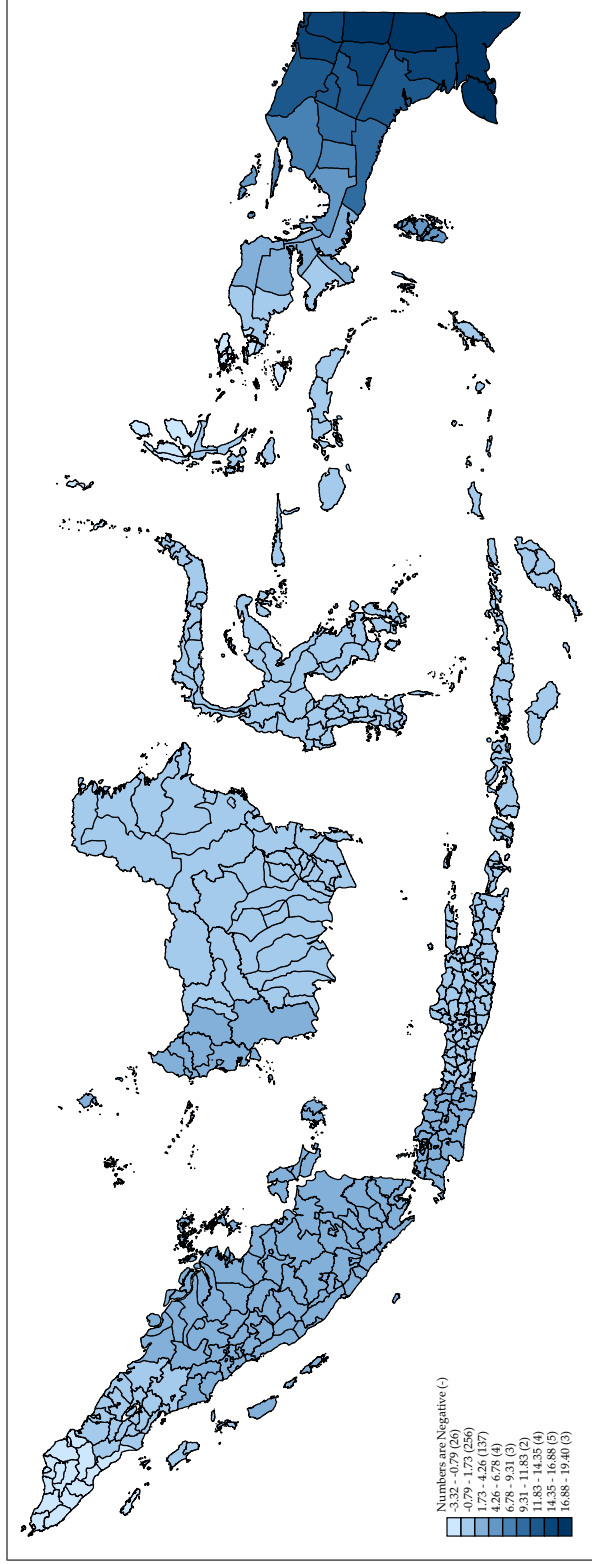 Numbers are Negative (-)
-3.32 - -0.79 (26)
-0.79 - 1.73 (256)
1.73 - 4.26 (137)
4.26 - 6.78 (4)
6.78 - 9.31 (3)
9.31 - 11.83 (2)
11.83 - 14.35 (4)
14.35 - 16.88 (5)
16.88 - 19.40 (3)